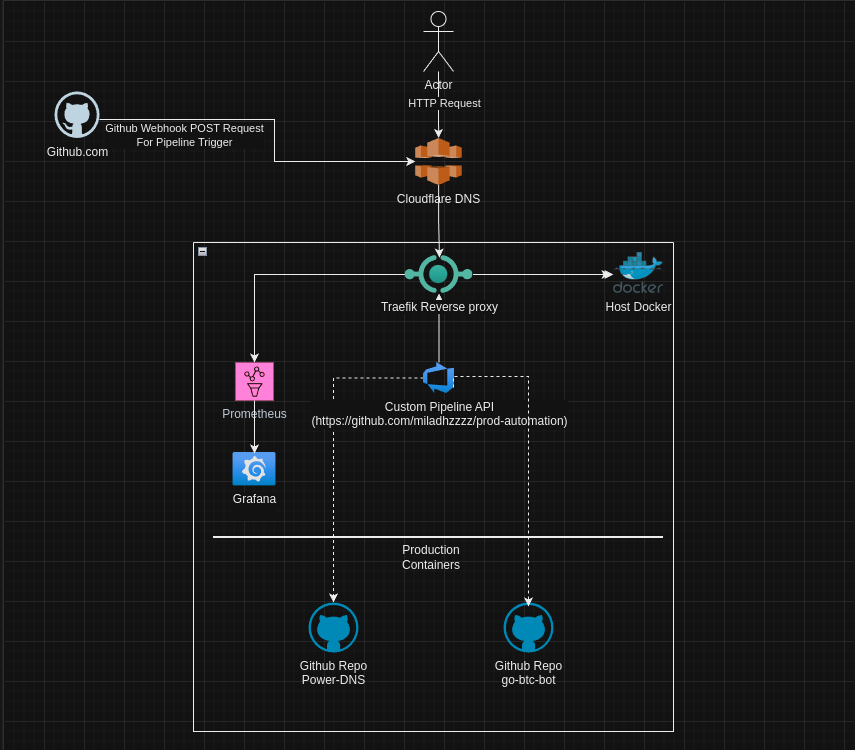 Actor
HTTP Request
Github Webhook POST Request
For Pipeline Trigger
Github.com
Cloudflare DNS
docker
Traefik Reverse proxy
Host Docker
Prometheus
Custom Pipeline API
(https://github.com/miladhzzzz/prod-automation)
Grafana
Production
Containers
Github Repo
Power-DNS
Github Repo
go-btc-bot